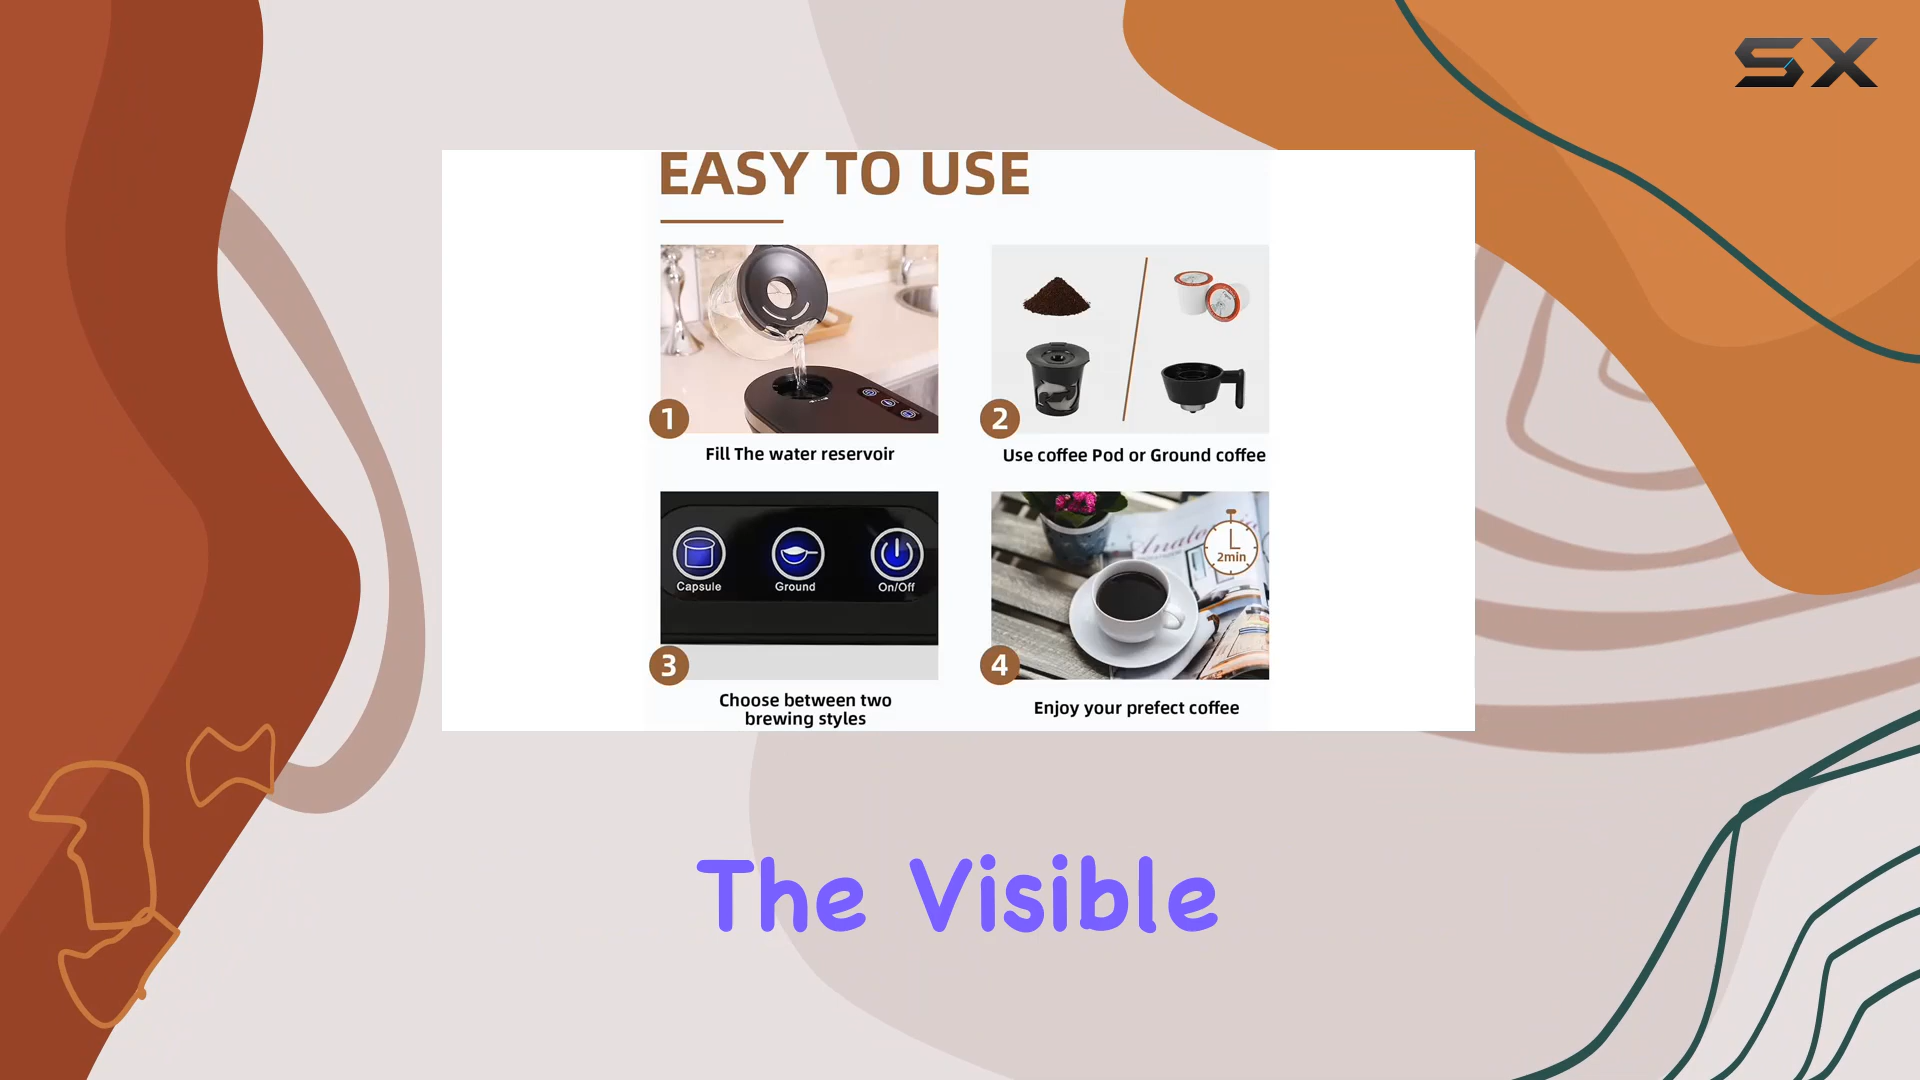 SX
EASY TO USE
1
Fill The water reservoir
2
Use coffee Pod or Ground coffee
Capsule
Ground
On/Off
3
Choose between two
brewing styles
2min
4
Enjoy your prefect coffee
The Visible